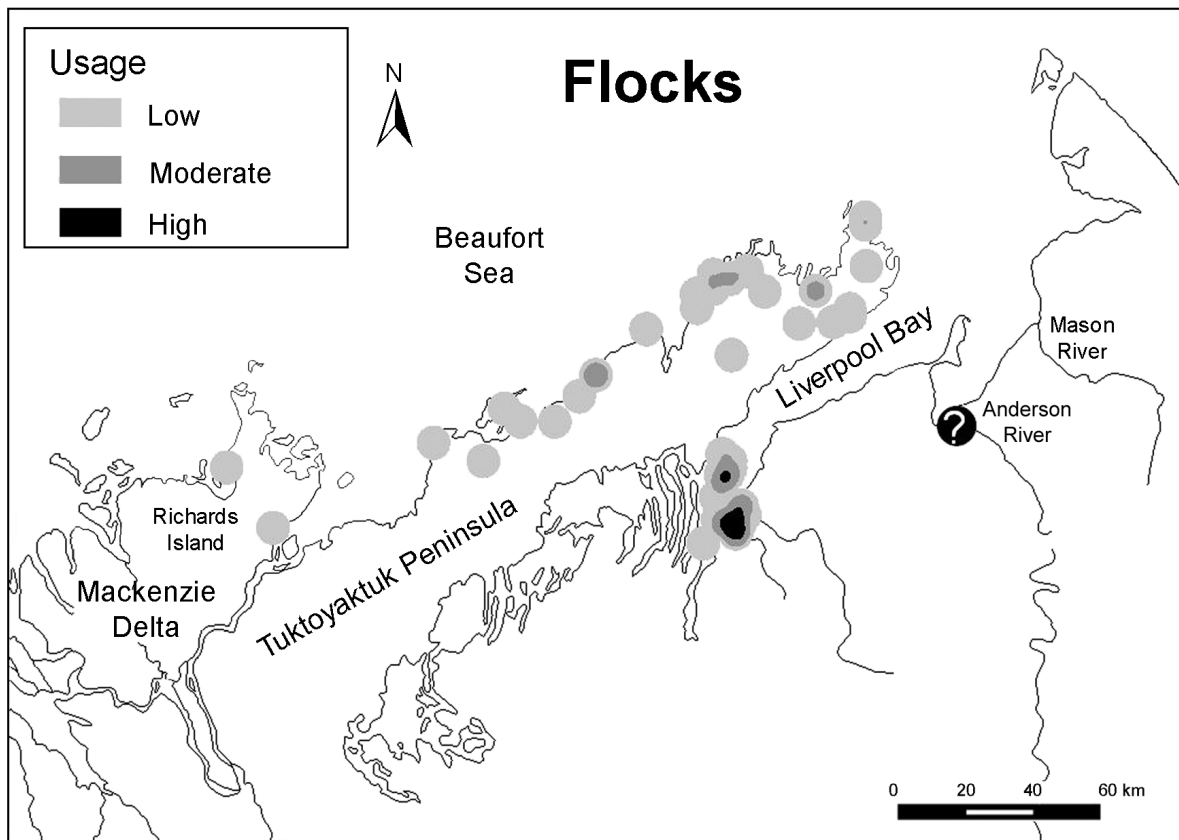 Flocks
Usage
Low
Moderate
High
N
Beaufort
Sea
Mason
River
Liverpool Bay
Anderson
River
?
Richards
Island
Tuktoyaktuk Peninsula
Mackenzie
Delta
0 20 40 60 km